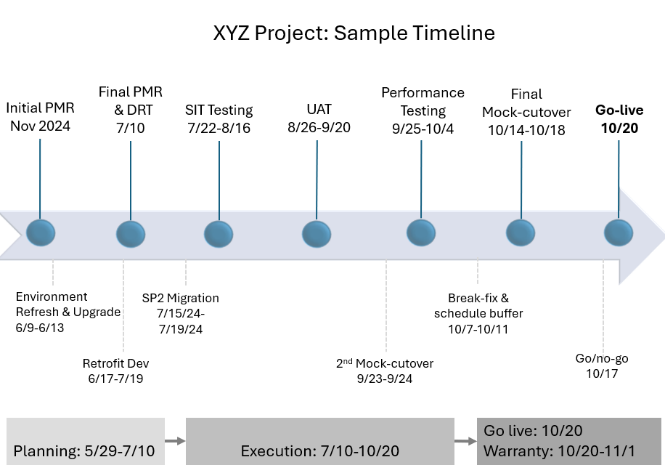 XYZ Project: Sample Timeline
Initial PMR
Nov 2024
Final PMR
& DRT
7/10
SIT Testing
7/22-8/16
UAT
8/26-9/20
Performance
Testing
9/25-10/4
Final
Mock-cutover
10/14-10/18
Go-live
10/20
Environment
Refresh & Upgrade
6/9-6/13
Retrofit Dev
6/17-7/19
SP2 Migration
7/15/24-
7/19/24
2nd Mock-cutover
9/23-9/24
Break-fix &
schedule buffer
10/7-10/11
Go/no-go
10/17
Planning: 5/29-7/10
Execution: 7/10-10/20
Go live: 10/20
Warranty: 10/20-11/1